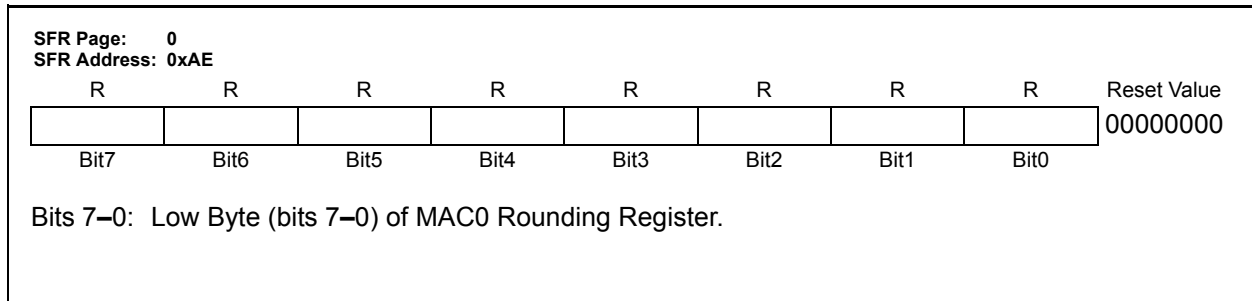 SFR Page: 0
SFR Address: 0xAE
R R R R R R R R Reset Value
00000000
Bit7 Bit6 Bit5 Bit4 Bit3 Bit2 Bit1 Bit0
Bits 7–0: Low Byte (bits 7–0) of MAC0 Rounding Register.